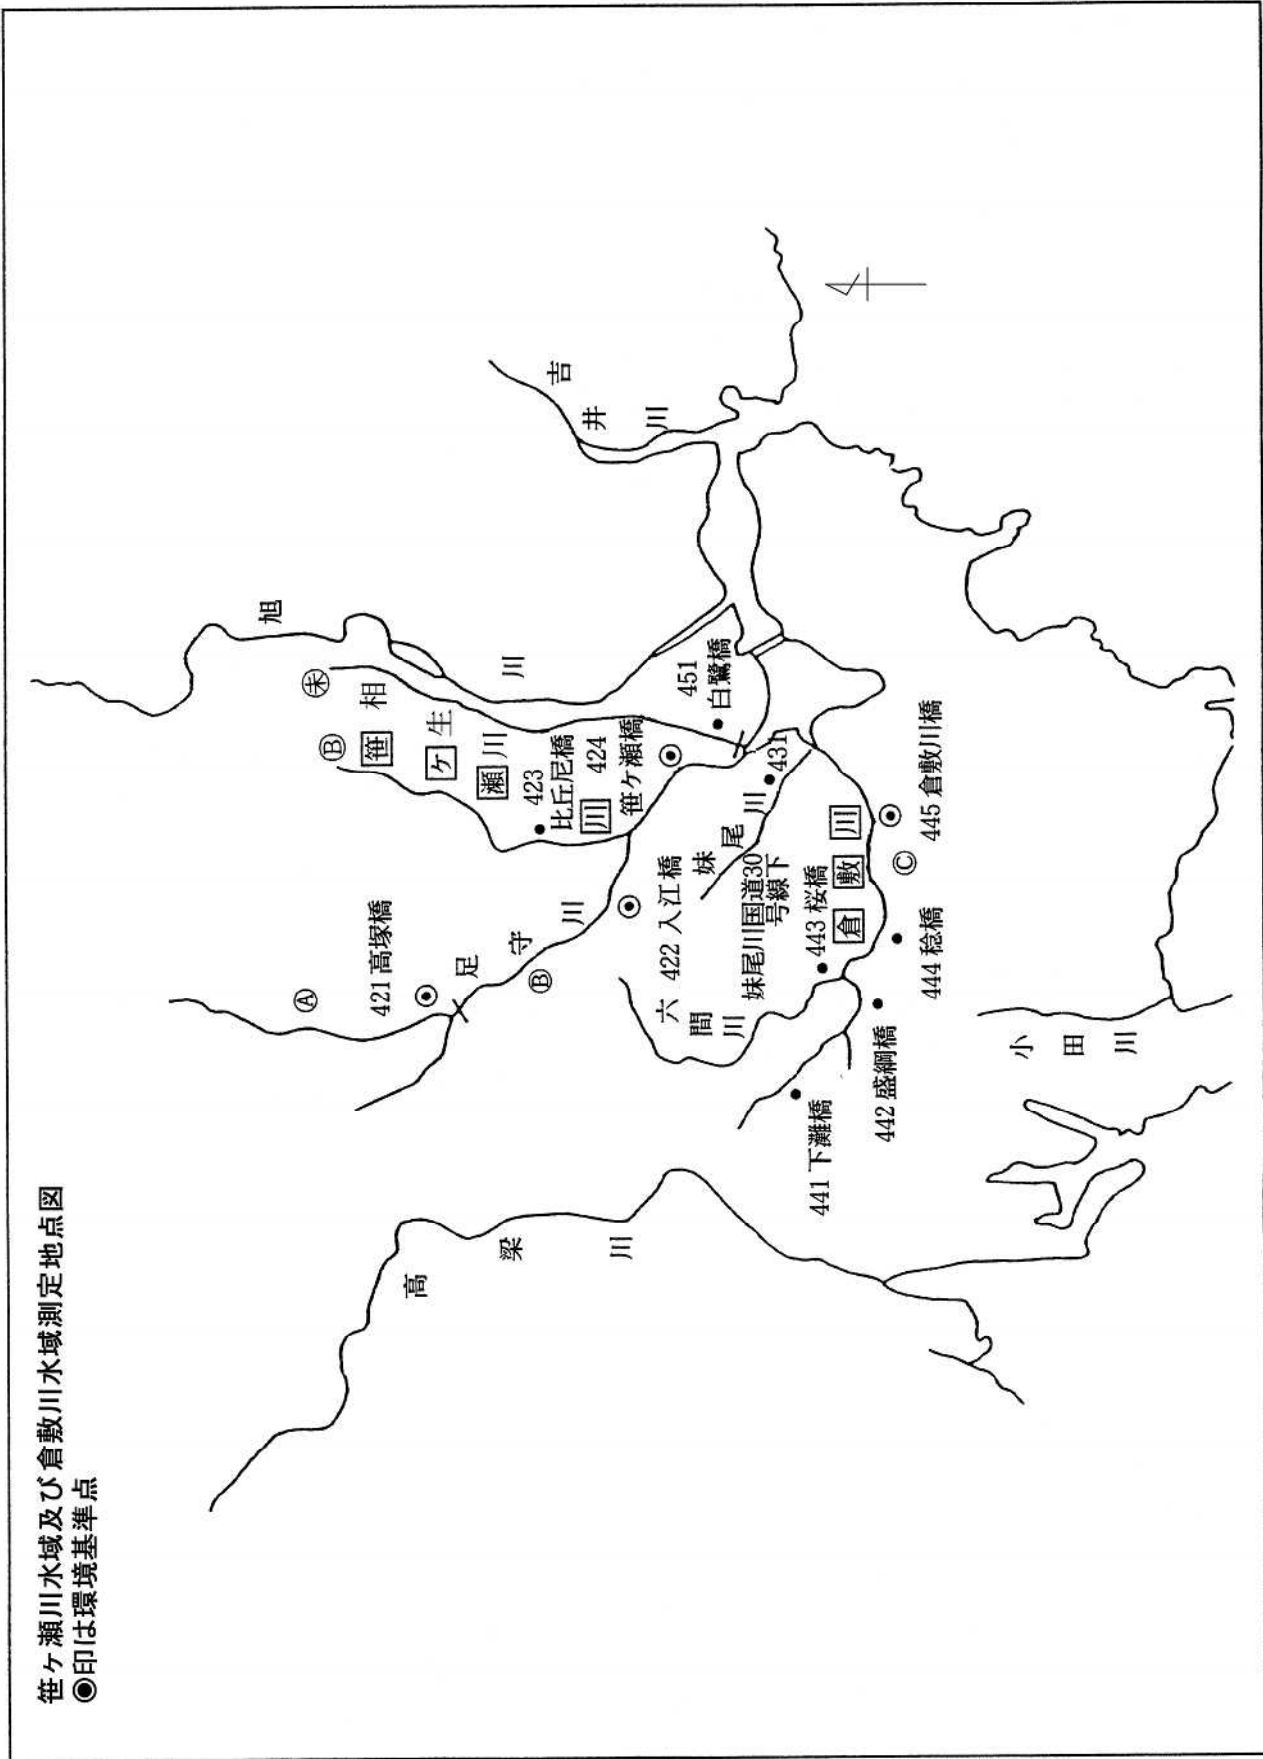 笹ヶ瀬川水域及び倉敷川水域測定地点図
◎印は環境基準点
旭
川
吉
井
川
㊍
相
生
川
Ⓑ
笹
ケ
瀬
川
423
比丘尼橋
424
笹ケ瀬橋
451
白鷺橋
Ⓐ
421 高塚橋
足
守
川
Ⓑ
422 入江橋
妹
尾
川
431
妹尾川国道30
号線下
六
間
川
443 桜橋
倉
敷
川
Ⓒ
445 倉敷川橋
444 稔橋
442 盛綱橋
441 下灘橋
小
田
川
高
梁
川